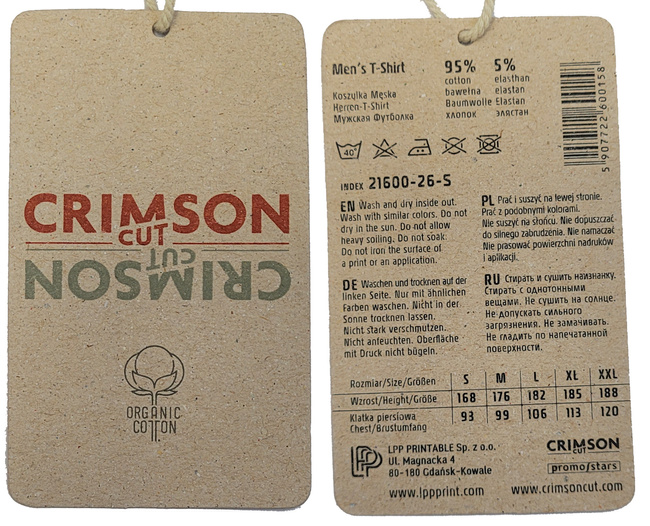 CRIMSON
CUT
CUT
CRIMSON
ORGANIC
COTTON
Men's T-Shirt 95% 5%
cotton elasthan
Koszylka Męska bawełna elastan
Herren-T-Shirt Baumwolle Elastan
Мужская Футболка хлопок эластан
40°
INDEX 21600-26-S
5 907722 600158
EN Wash and dry inside out.
Wash with similar colors. Do not
dry in the sun. Do not allow
heavy soiling. Do not soak.
Do not iron the surface of
a print or an application.
PL Prać i suszyć na lewej stronie.
Prać z podobnymi kolorami.
Nie suszyć na słońcu. Nie dopuszczać
do silnego zabrudzenia. Nie namaczać
Nie prasować powierzchni nadruków
i aplikacji.
DE Waschen und trocknen auf der
linken Seite. Nur mit ähnlichen
Farben waschen. Nicht in der
Sonne trocknen lassen.
Nicht stark verschmutzen.
Nicht anfeuchten. Oberfläche
mit Druck nicht bügeln.
RU Стирать и сушить наизнанку.
Стирать с однотонными
вещами. Не сушить на солнце.
Не допускать сильного
загрязнения. Не замачивать.
Не гладить по напечатанной
поверхности.
Rozmiar/Size/Größen S M L XL XXL
Wzrost/Height/Größe 168 176 182 185 188
Klatka piersiowa 93 99 106 113 120
Chest/Brustumfang
LPP
LPP PRINTABLE Sp. z o.o.
Ul. Magnacka 4
80-180 Gdańsk-Kowale
CRIMSON
CUT
promo/stars
www.lppprint.com www.crimsoncut.com